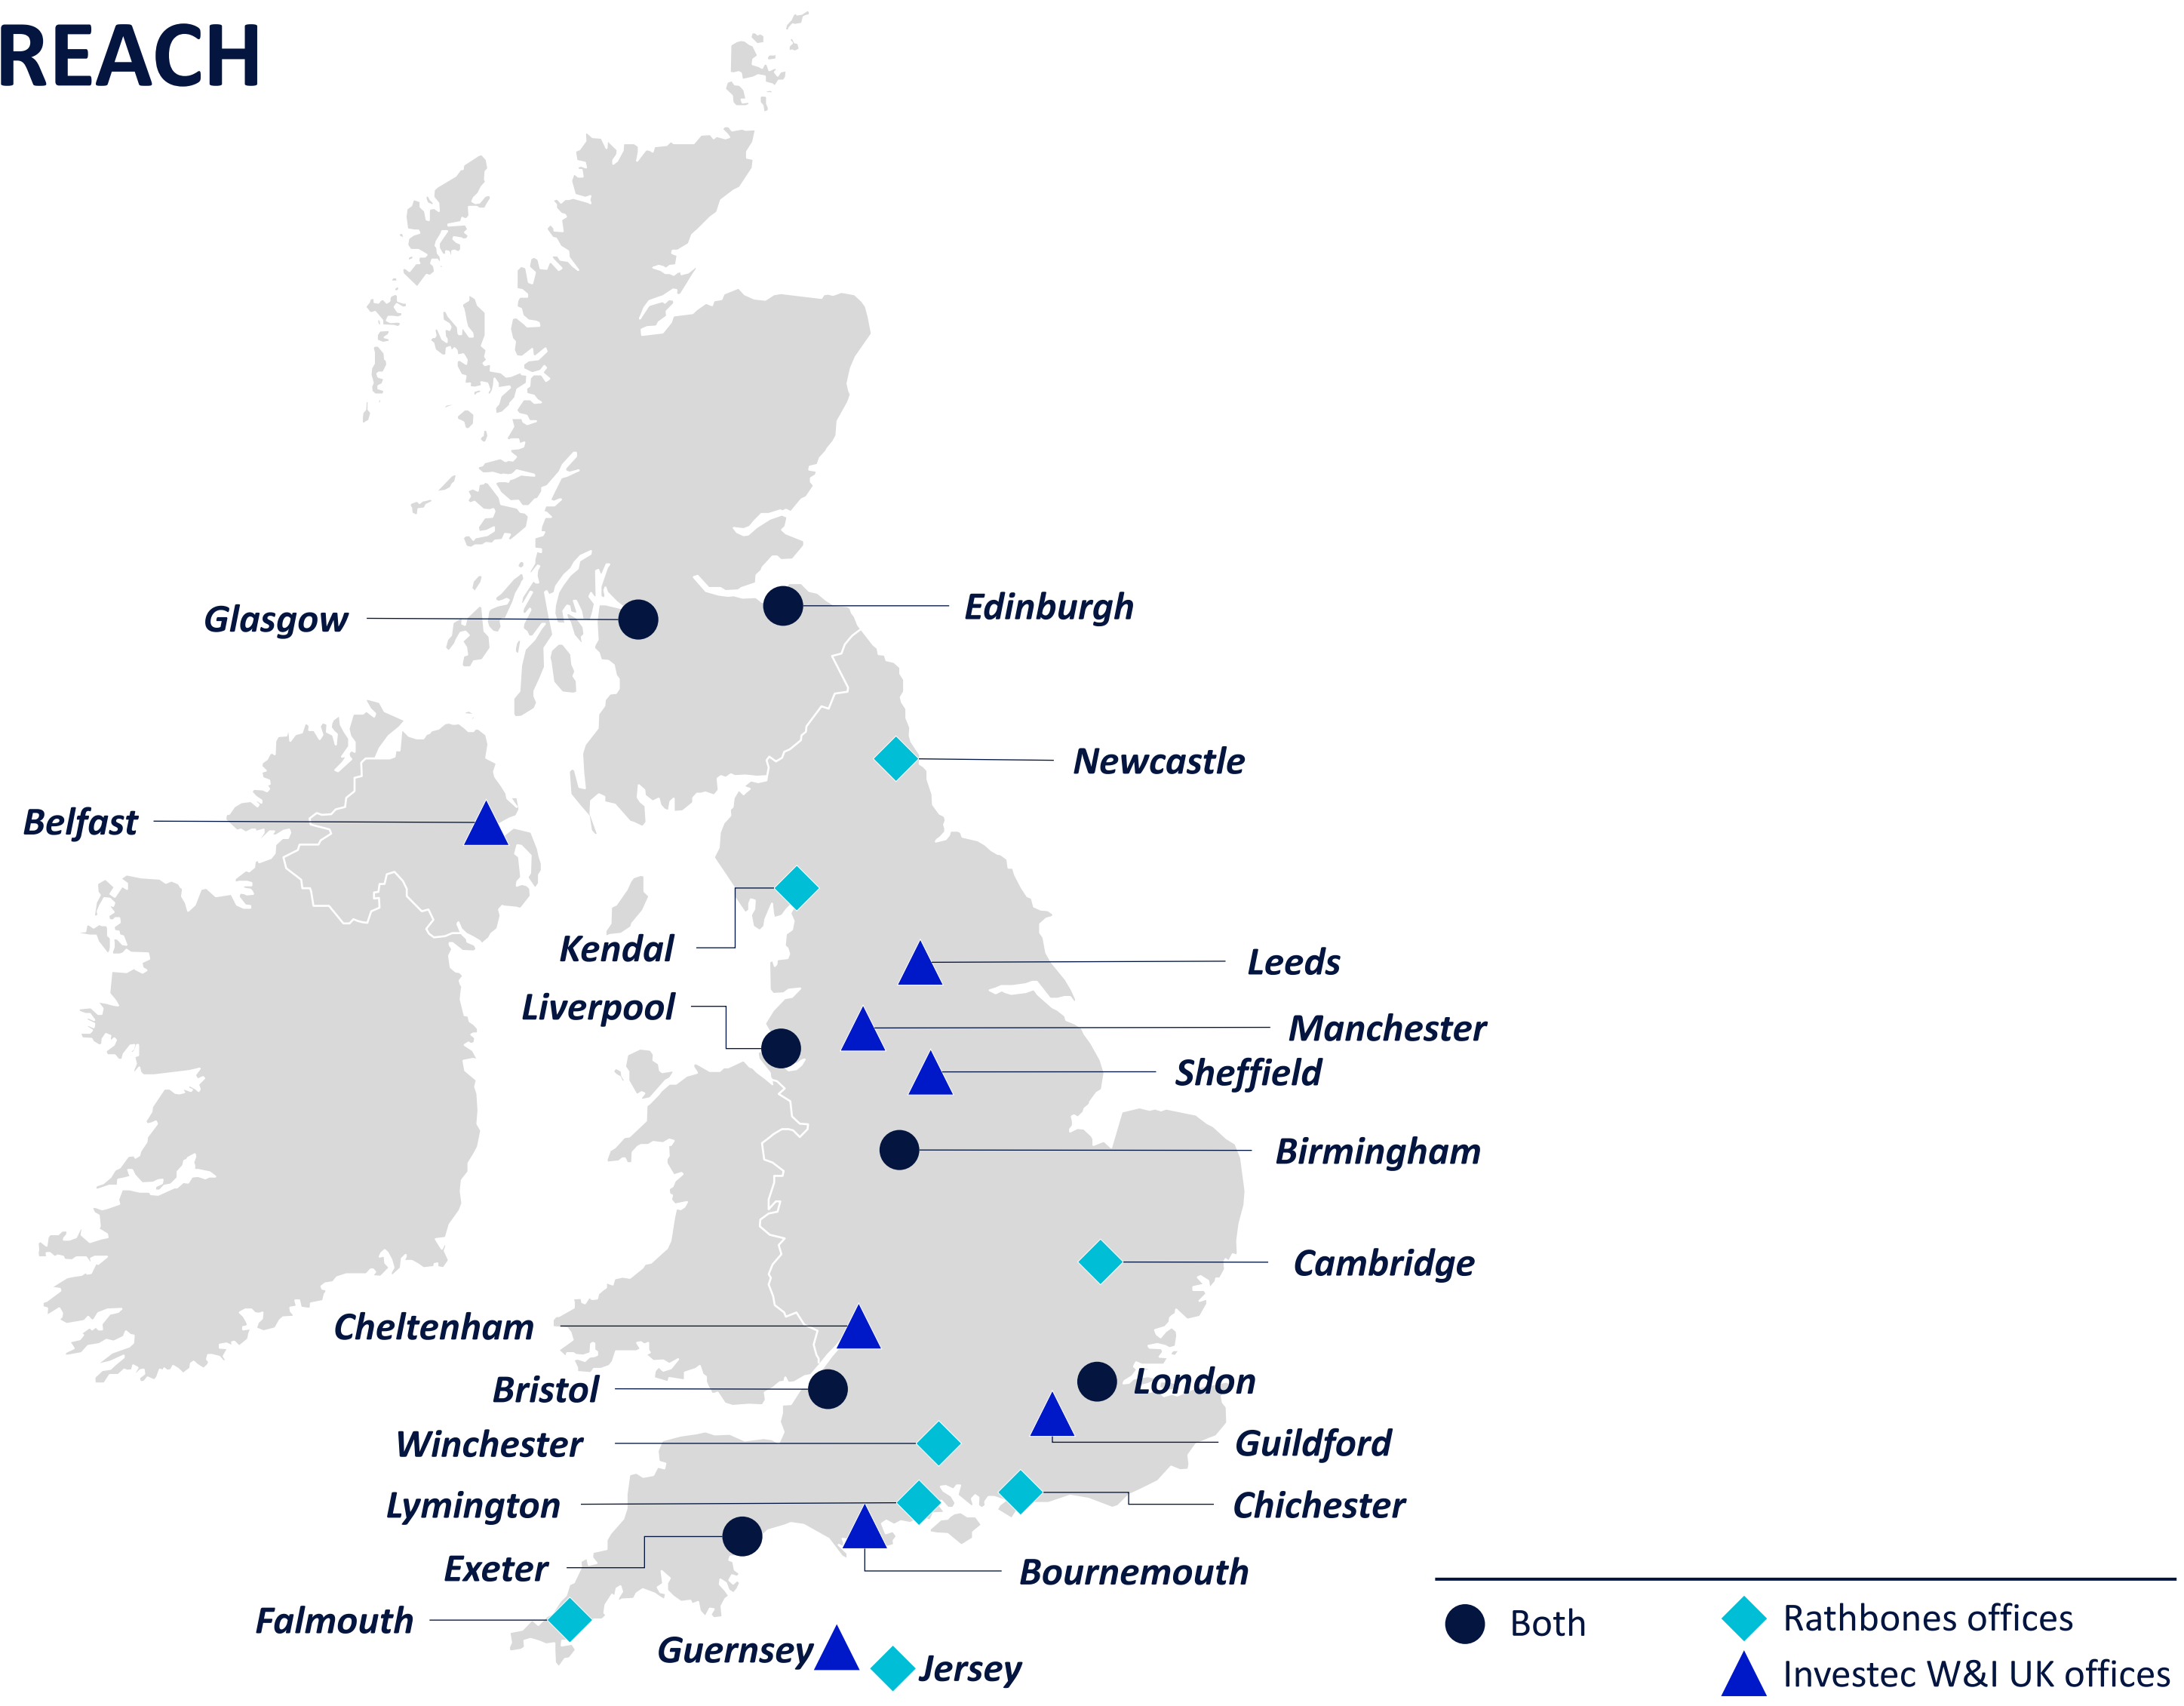 REACH
Glasgow
Edinburgh
Newcastle
Belfast
Kendal
Leeds
Liverpool
Manchester
Sheffield
Birmingham
Cambridge
Cheltenham
London
Bristol
Winchester
Guildford
Lymington
Chichester
Exeter
Bournemouth
Falmouth
Guernsey
Jersey
Both
Rathbones offices
Investec W&I UK offices